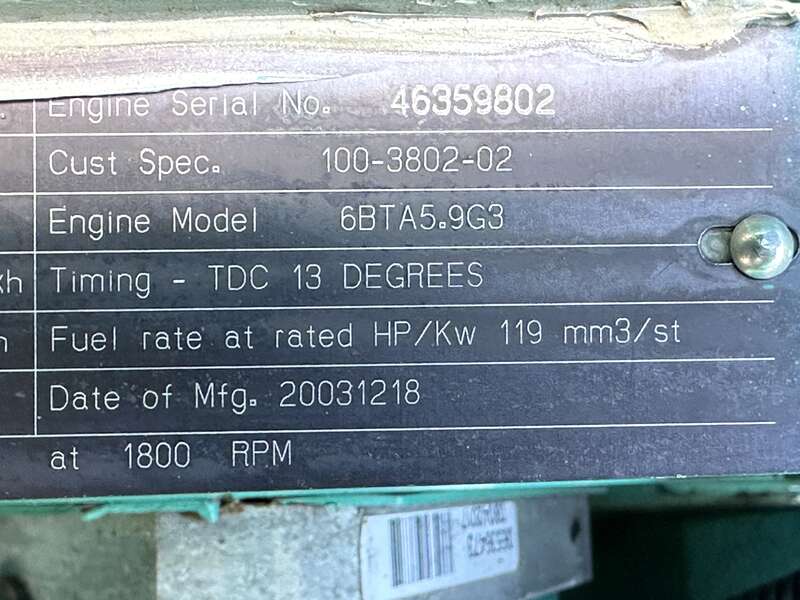 Engine Serial No. 46359802
Cust Spec. 100-3802-02
Engine Model 6BTA5.9G3
xh Timing - TDC 13 DEGREES
Fuel rate at rated HP/Kw 119 mm3/st
Date of Mfg. 20031218
at 1800 RPM